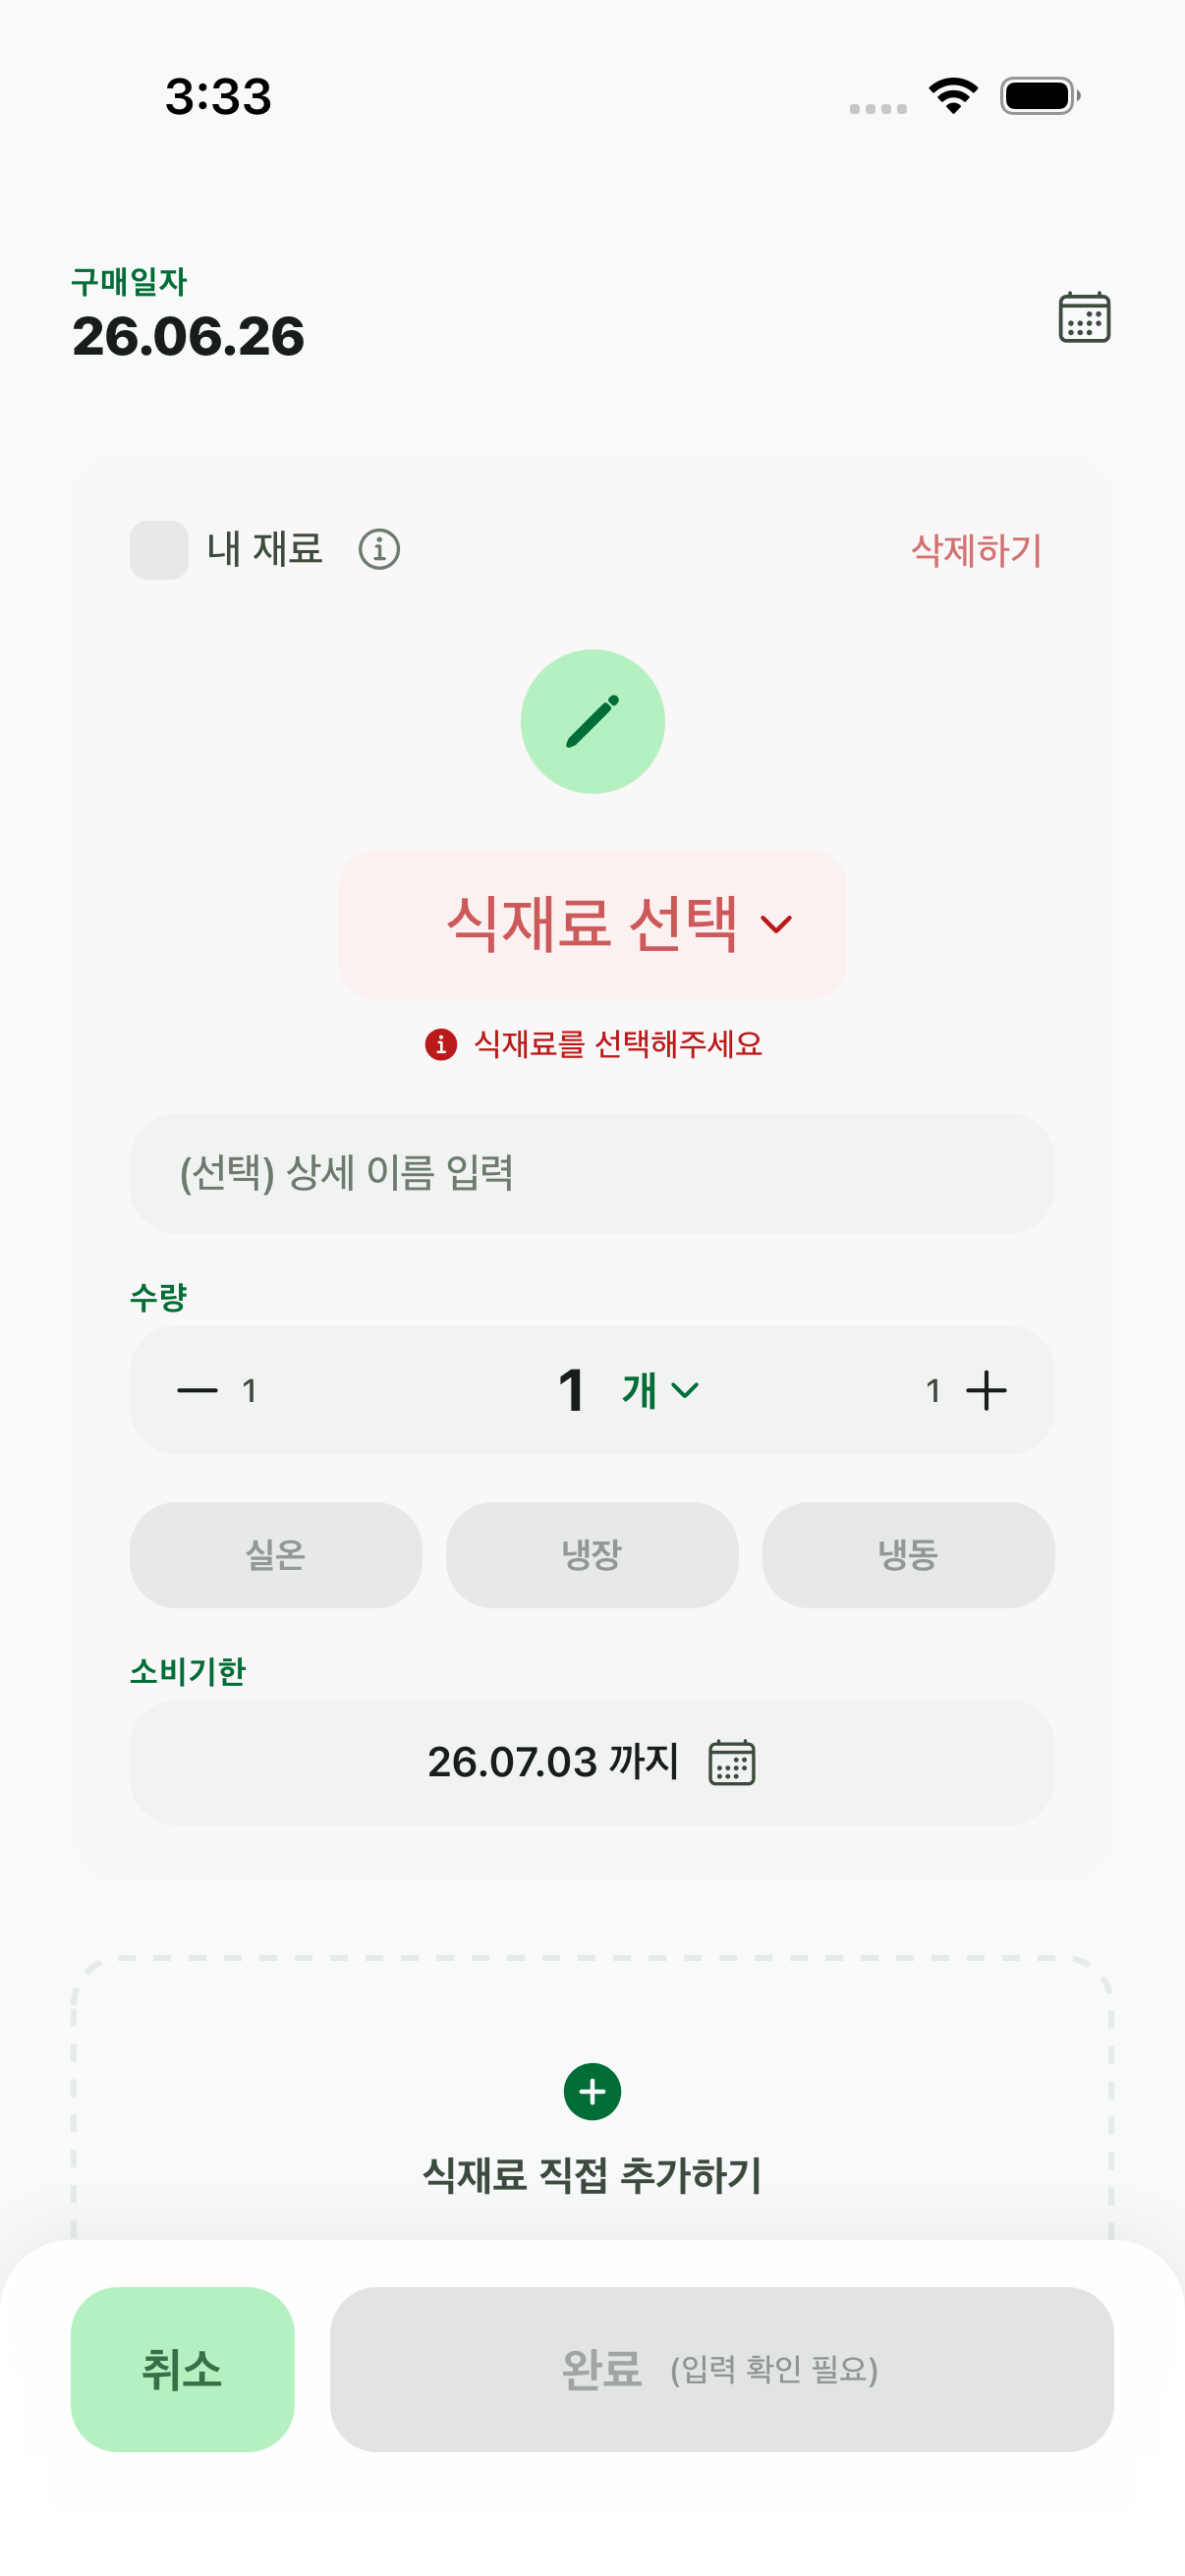 3:33
구매일자
26.06.26
내 재료
삭제하기
식재료 선택
식재료를 선택해주세요
(선택) 상세 이름 입력
수량
1 1 개 1
실온 냉장 냉동
소비기한
26.07.03 까지
식재료 직접 추가하기
취소 완료 (입력 확인 필요)